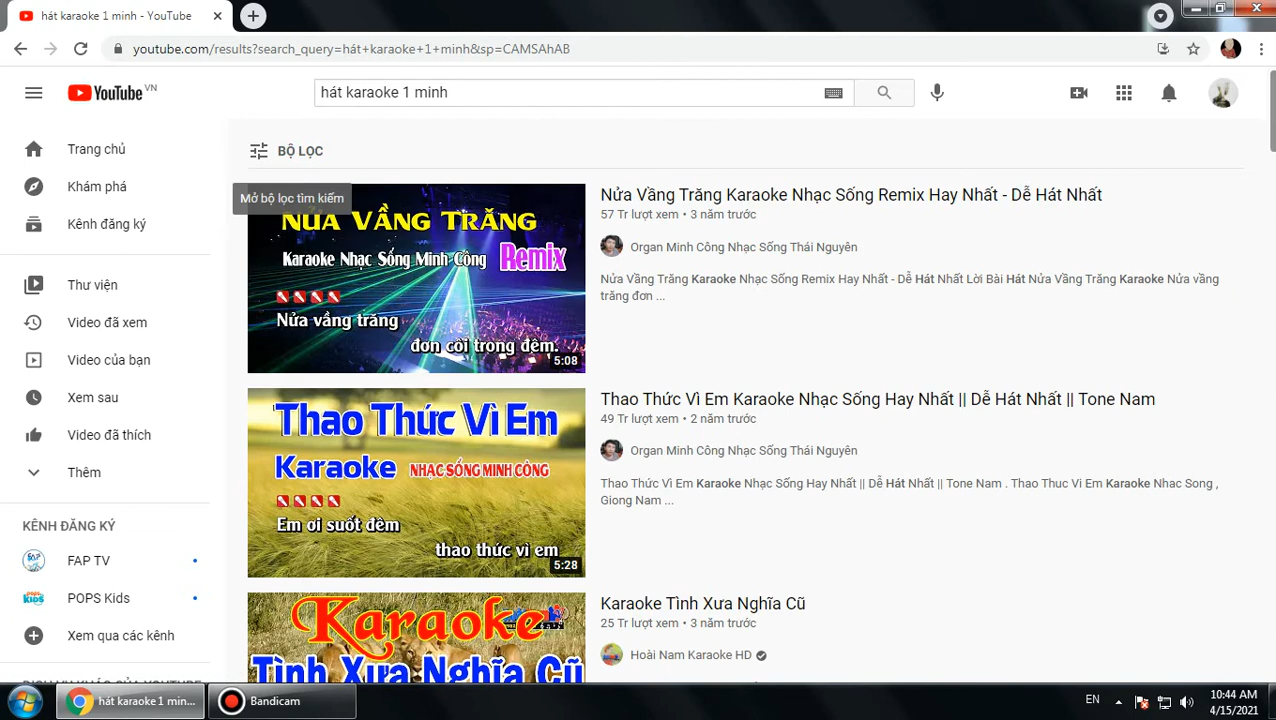 hát karaoke 1 minh - YouTube
youtube.com/results?search_query=hát+karaoke+1+minh&sp=CAMSAhAB
YouTube VN
hát karaoke 1 minh
BỘ LỌC
Mở bộ lọc tìm kiếm
Trang chủ
Khám phá
Kênh đăng ký
Thư viện
Video đã xem
Video của bạn
Xem sau
Video đã thích
Thêm
KÊNH ĐĂNG KÝ
FAP TV
POPS Kids
Xem qua các kênh
NỬA VẦNG TRĂNG
Karaoke Nhạc Sống Minh Công Remix
Nửa vầng trăng
đơn côi trong đêm.
5:08
Nửa Vầng Trăng Karaoke Nhạc Sống Remix Hay Nhất - Dễ Hát Nhất
57 Tr lượt xem • 3 năm trước
Organ Minh Công Nhạc Sống Thái Nguyên
Nửa Vầng Trăng Karaoke Nhạc Sống Remix Hay Nhất - Dễ Hát Nhất Lời Bài Hát Nửa Vầng Trăng Karaoke Nửa vầng
trăng đơn ...
Thao Thức Vì Em
Karaoke NHẠC SỐNG MINH CÔNG
Em ơi suốt đêm
thao thức vì em
5:28
Thao Thức Vì Em Karaoke Nhạc Sống Hay Nhất || Dễ Hát Nhất || Tone Nam
49 Tr lượt xem • 2 năm trước
Organ Minh Công Nhạc Sống Thái Nguyên
Thao Thức Vì Em Karaoke Nhạc Sống Hay Nhất || Dễ Hát Nhất || Tone Nam . Thao Thuc Vi Em Karaoke Nhac Song ,
Giong Nam ...
Karaoke
Tình Xưa Nghĩa Cũ
Karaoke Tình Xưa Nghĩa Cũ
25 Tr lượt xem • 3 năm trước
Hoài Nam Karaoke HD
hát karaoke 1 minh...
Bandicam
EN
10:44 AM
4/15/2021